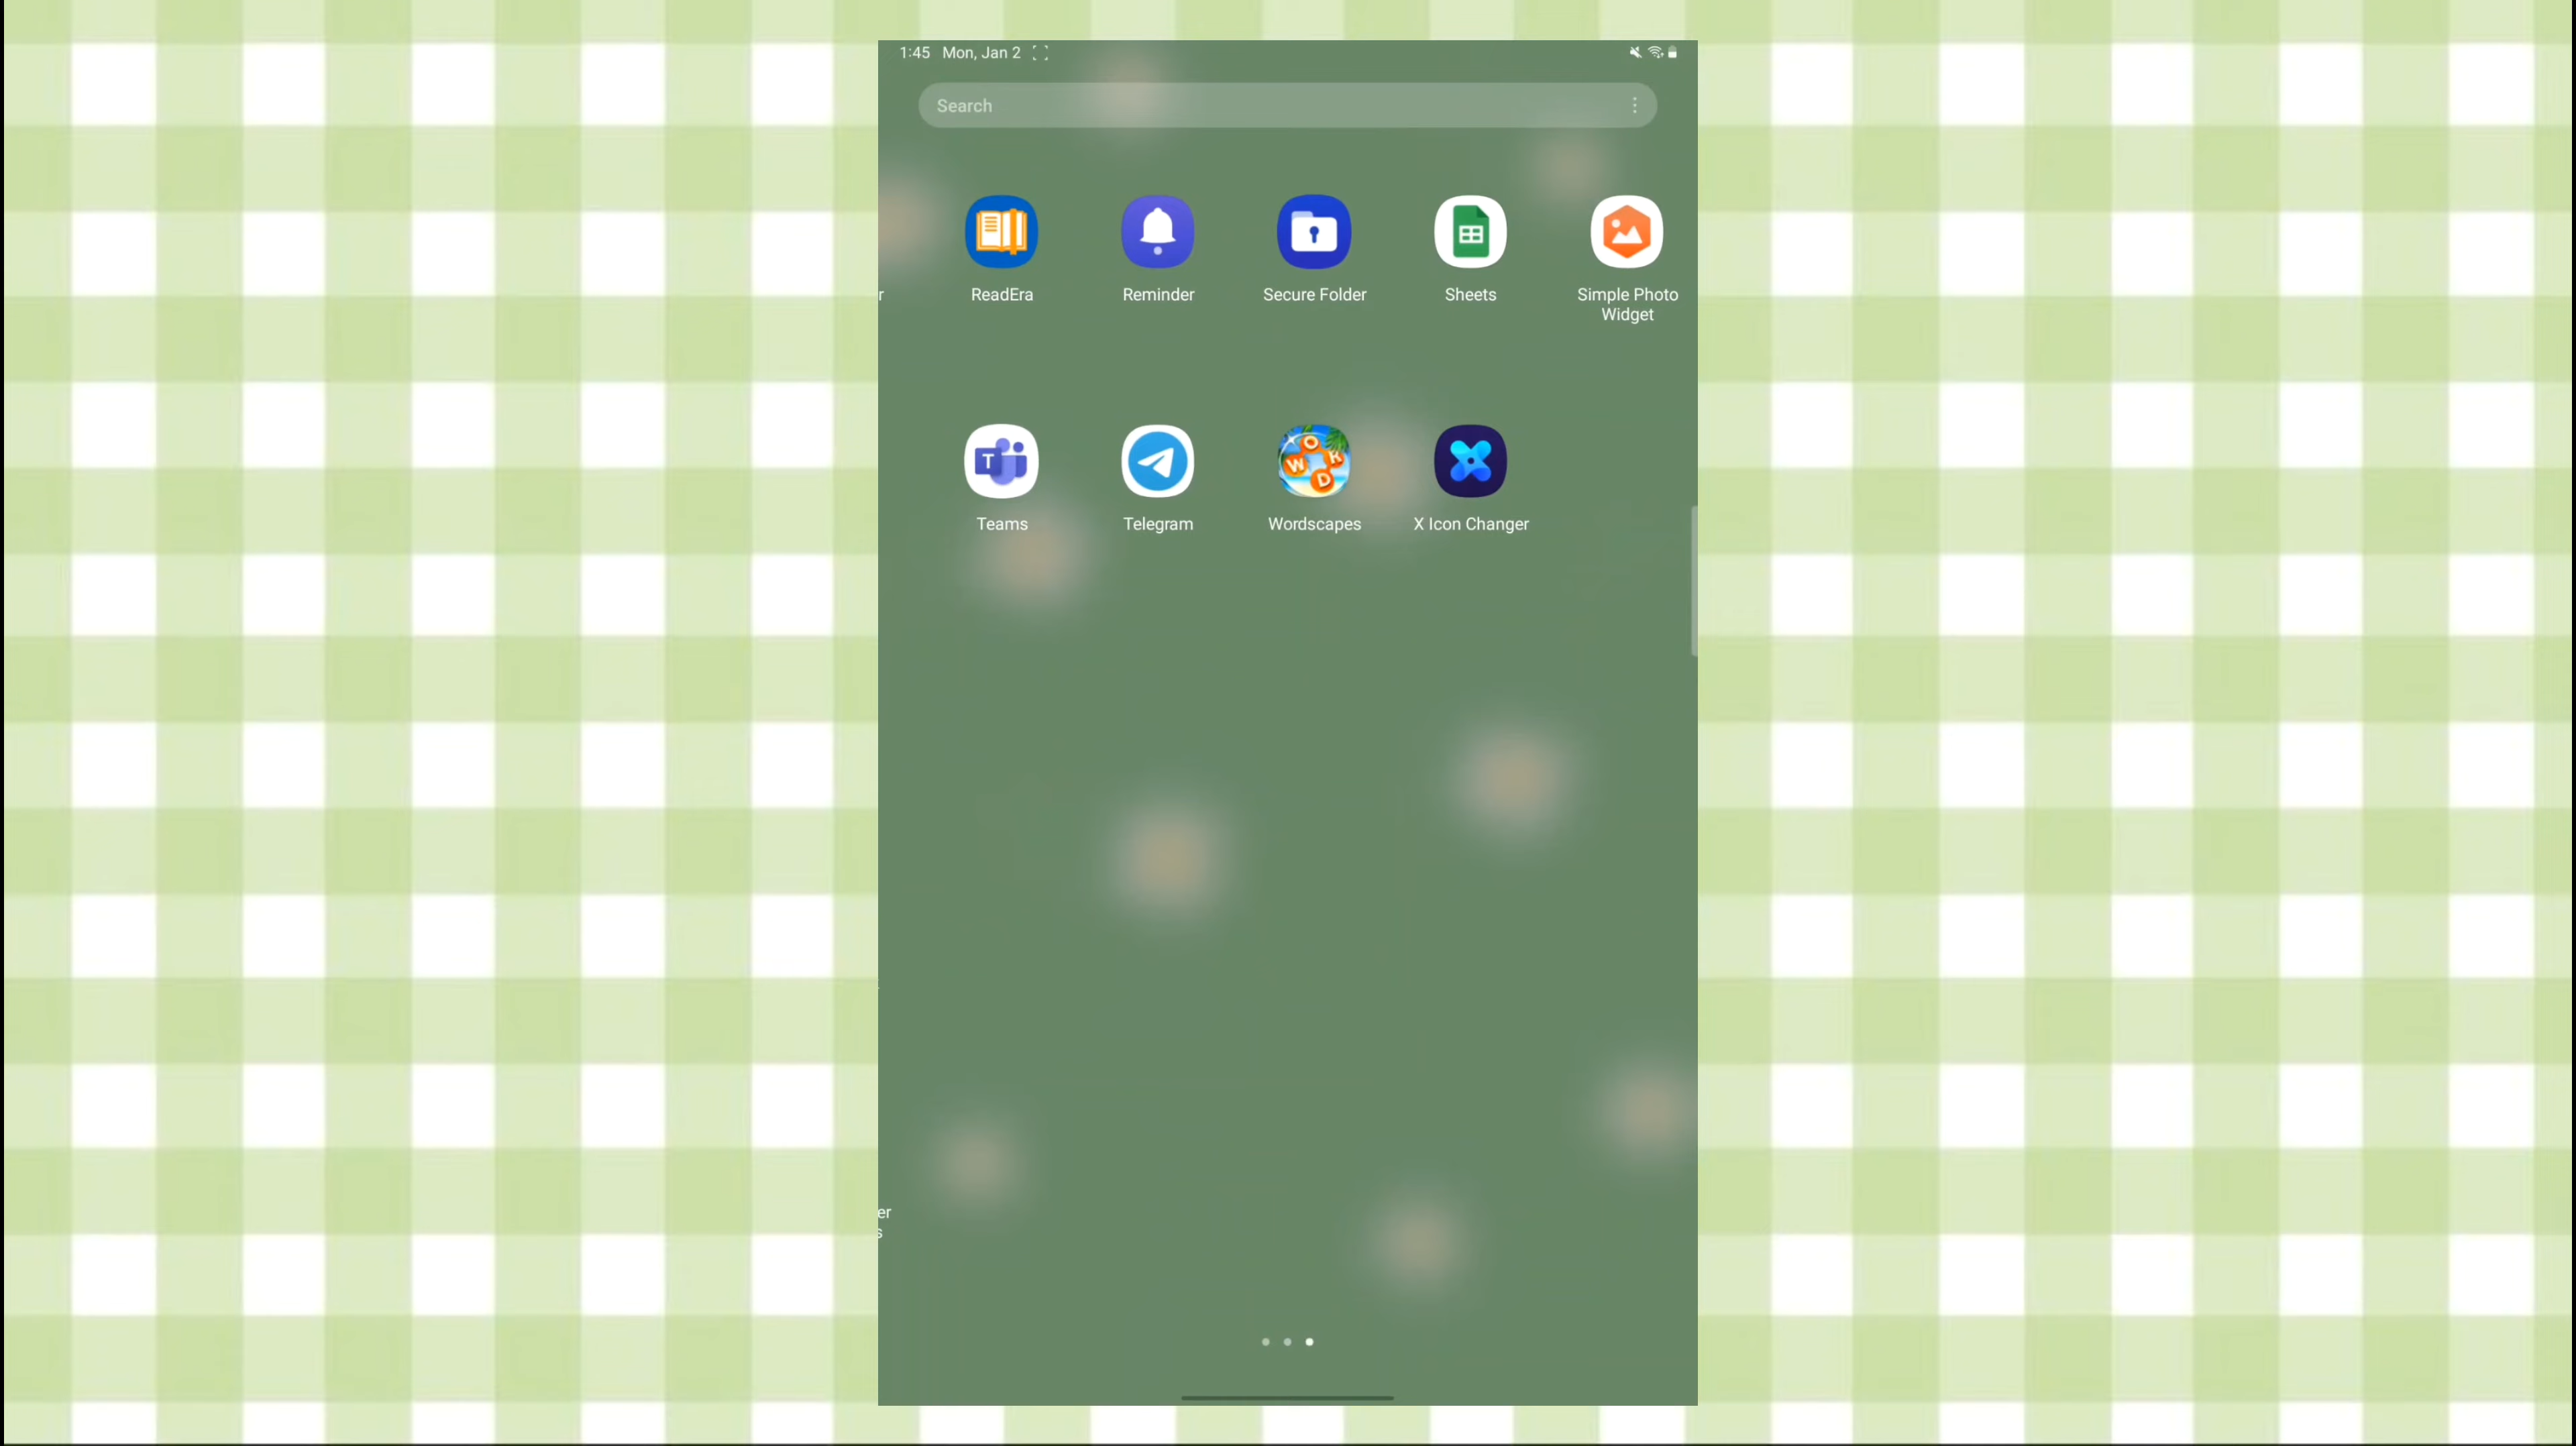 1:45 Mon, Jan 2
Search
r
ReadEra
Reminder
Secure Folder
Sheets
Simple Photo
Widget
T
Teams
Telegram
W O R D
Wordscapes
X Icon Changer
er
s